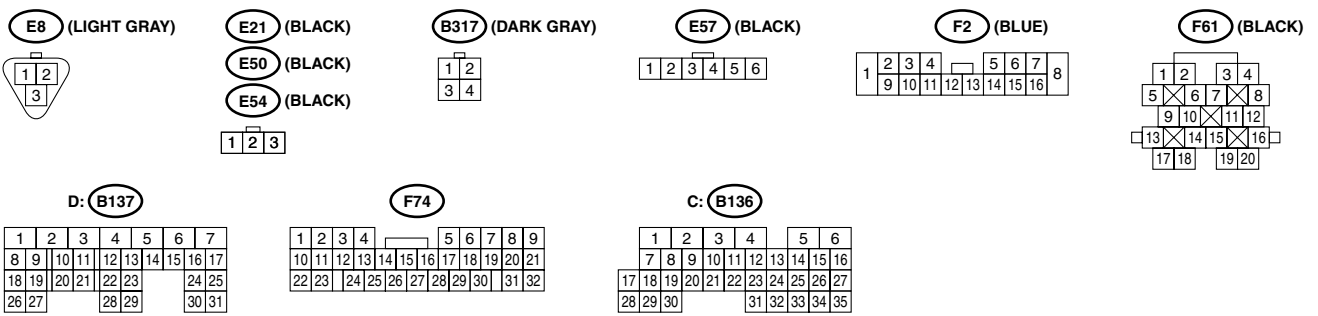 E8 (LIGHT GRAY)
E21 (BLACK)
E50 (BLACK)
E54 (BLACK)
B317 (DARK GRAY)
E57 (BLACK)
F2 (BLUE)
F61 (BLACK)
1 2
3
1 2 3
1 2
3 4
1 2 3 4 5 6
1 2 3 4 5 6 7 8
9 10 11 12 13 14 15 16
1 2 3 4
5 6 7 8
9 10 11 12
13 14 15 16
17 18 19 20
D: B137
F74
C: B136
1 2 3 4 5 6 7
8 9 10 11 12 13 14 15 16 17
18 19 20 21 22 23 24 25
26 27 28 29 30 31
1 2 3 4 5 6 7 8 9
10 11 12 13 14 15 16 17 18 19 20 21
22 23 24 25 26 27 28 29 30 31 32
1 2 3 4 5 6
7 8 9 10 11 12 13 14 15 16
17 18 19 20 21 22 23 24 25 26 27
28 29 30 31 32 33 34 35